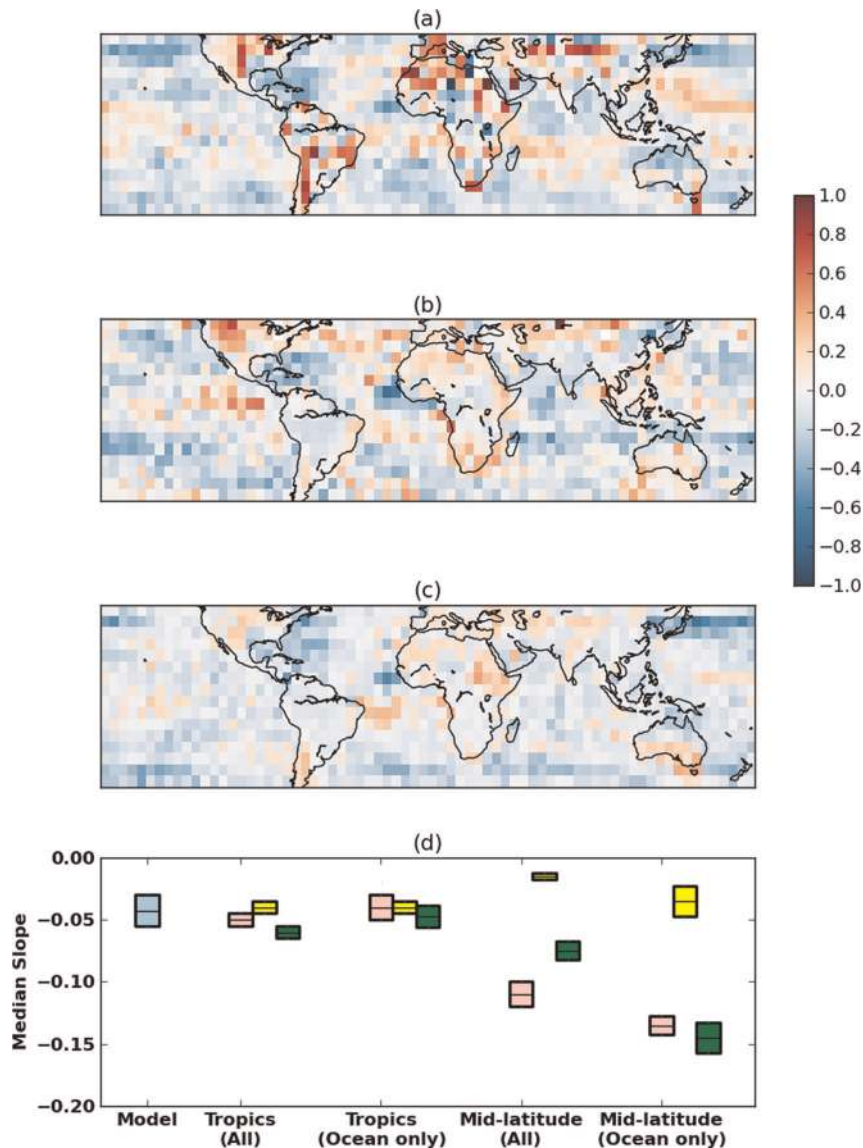 (a)
1.0
0.8
0.6
0.4
0.2
0.0
−0.2
−0.4
−0.6
−0.8
−1.0
(b)
(c)
(d)
0.00
−0.05
−0.10
−0.15
−0.20
Median Slope
Model
Tropics
(All)
Tropics
(Ocean only)
Mid-latitude
(All)
Mid-latitude
(Ocean only)